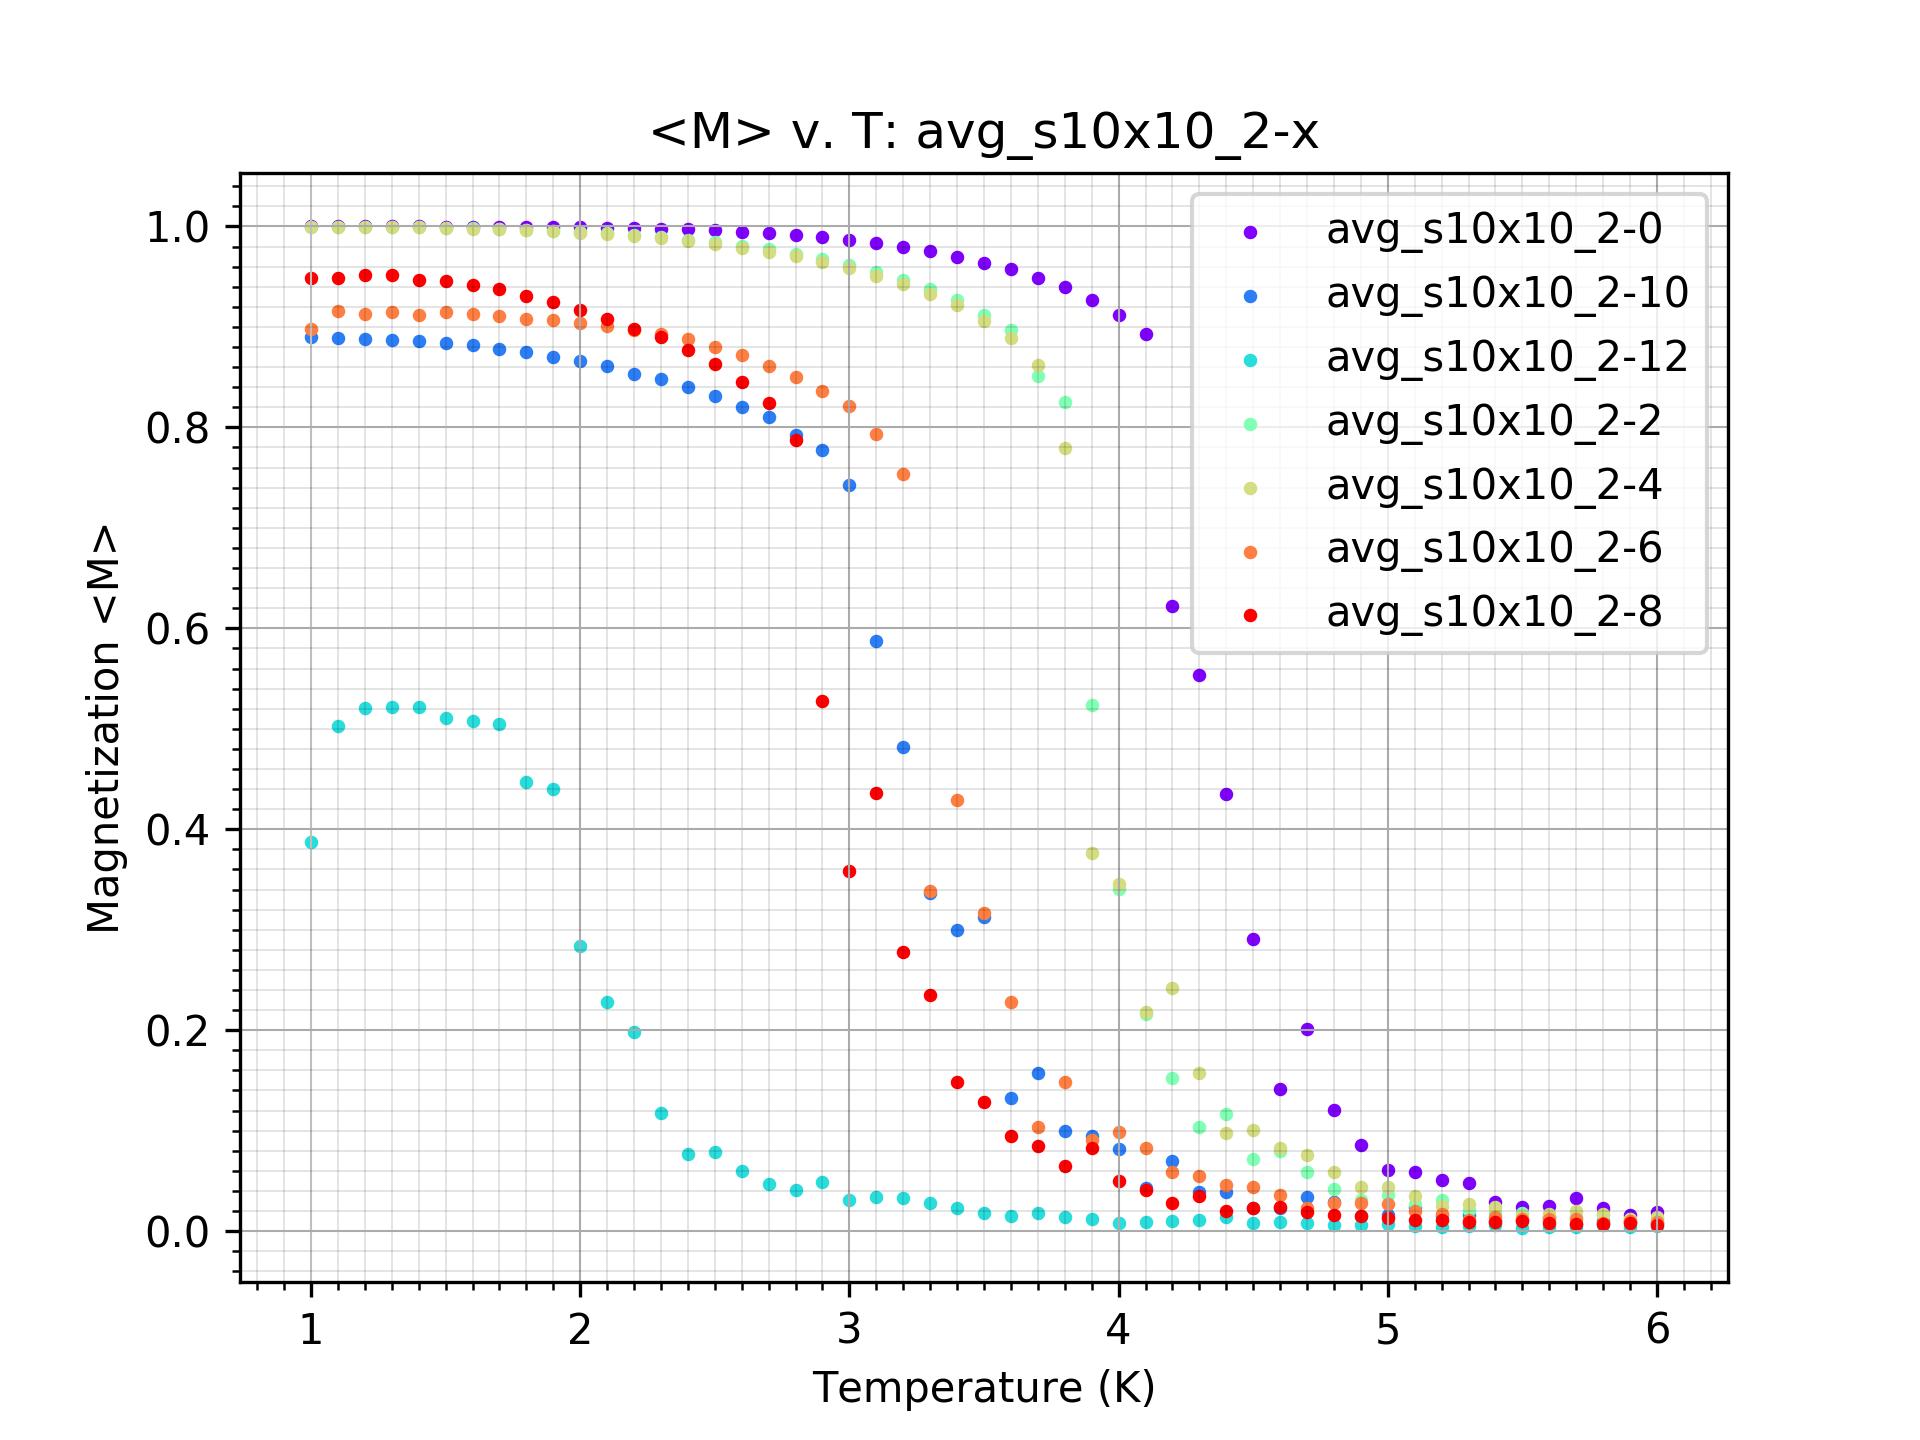 <M> v. T: avg_s10x10_2-x
1.0
0.8
0.6
0.4
0.2
0.0
Magnetization <M>
avg_s10x10_2-0
avg_s10x10_2-10
avg_s10x10_2-12
avg_s10x10_2-2
avg_s10x10_2-4
avg_s10x10_2-6
avg_s10x10_2-8
1 2 3 4 5 6
Temperature (K)